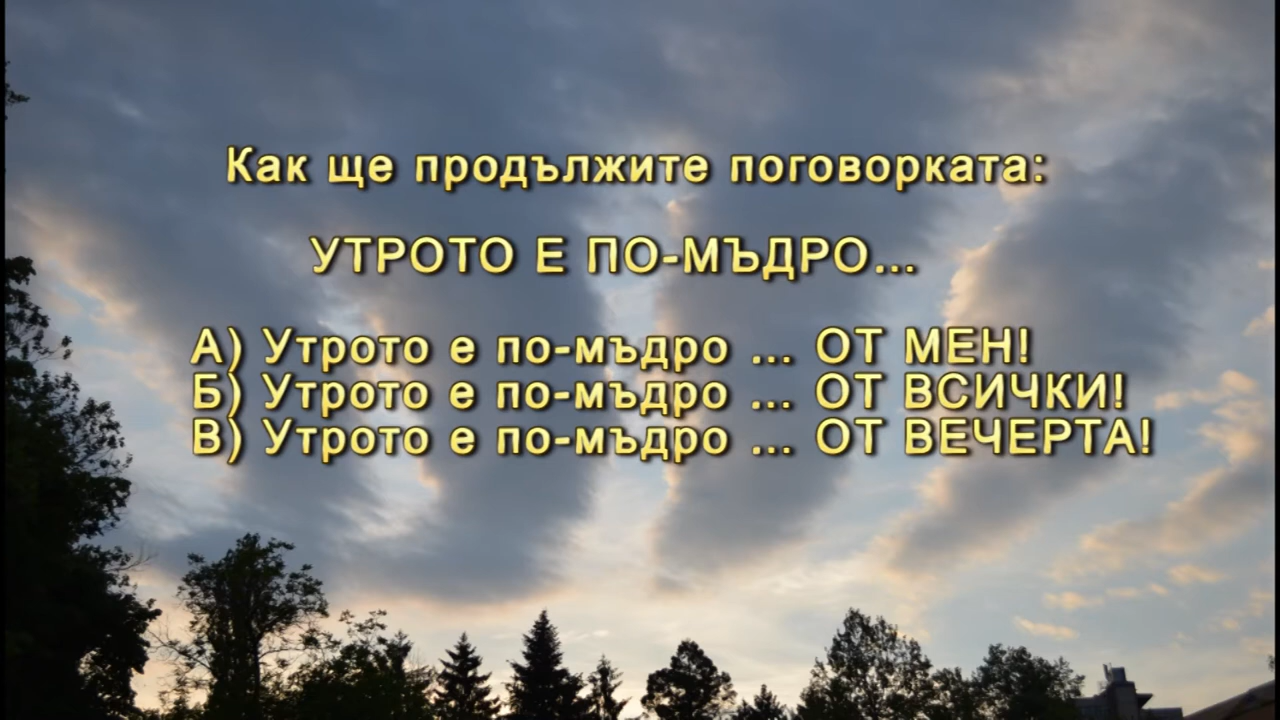 Как ще продължите поговорката:
УТРОТО Е ПО-МЪДРО...
А) Утрото е по-мъдро ... ОТ МЕН!
Б) Утрото е по-мъдро ... ОТ ВСИЧКИ!
В) Утрото е по-мъдро ... ОТ ВЕЧЕРТА!